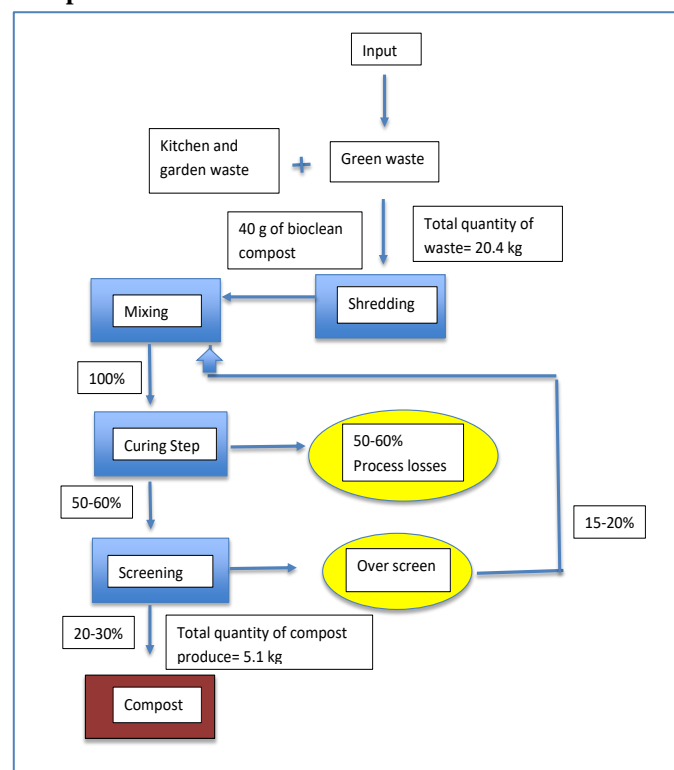 Input
Kitchen and
garden waste
+
Green waste
40 g of bioclean
compost
Total quantity of
waste= 20.4 kg
Mixing
Shredding
100%
Curing Step
50-60%
Process losses
50-60%
15-20%
Screening
Over screen
20-30%
Total quantity of compost
produce= 5.1 kg
Compost